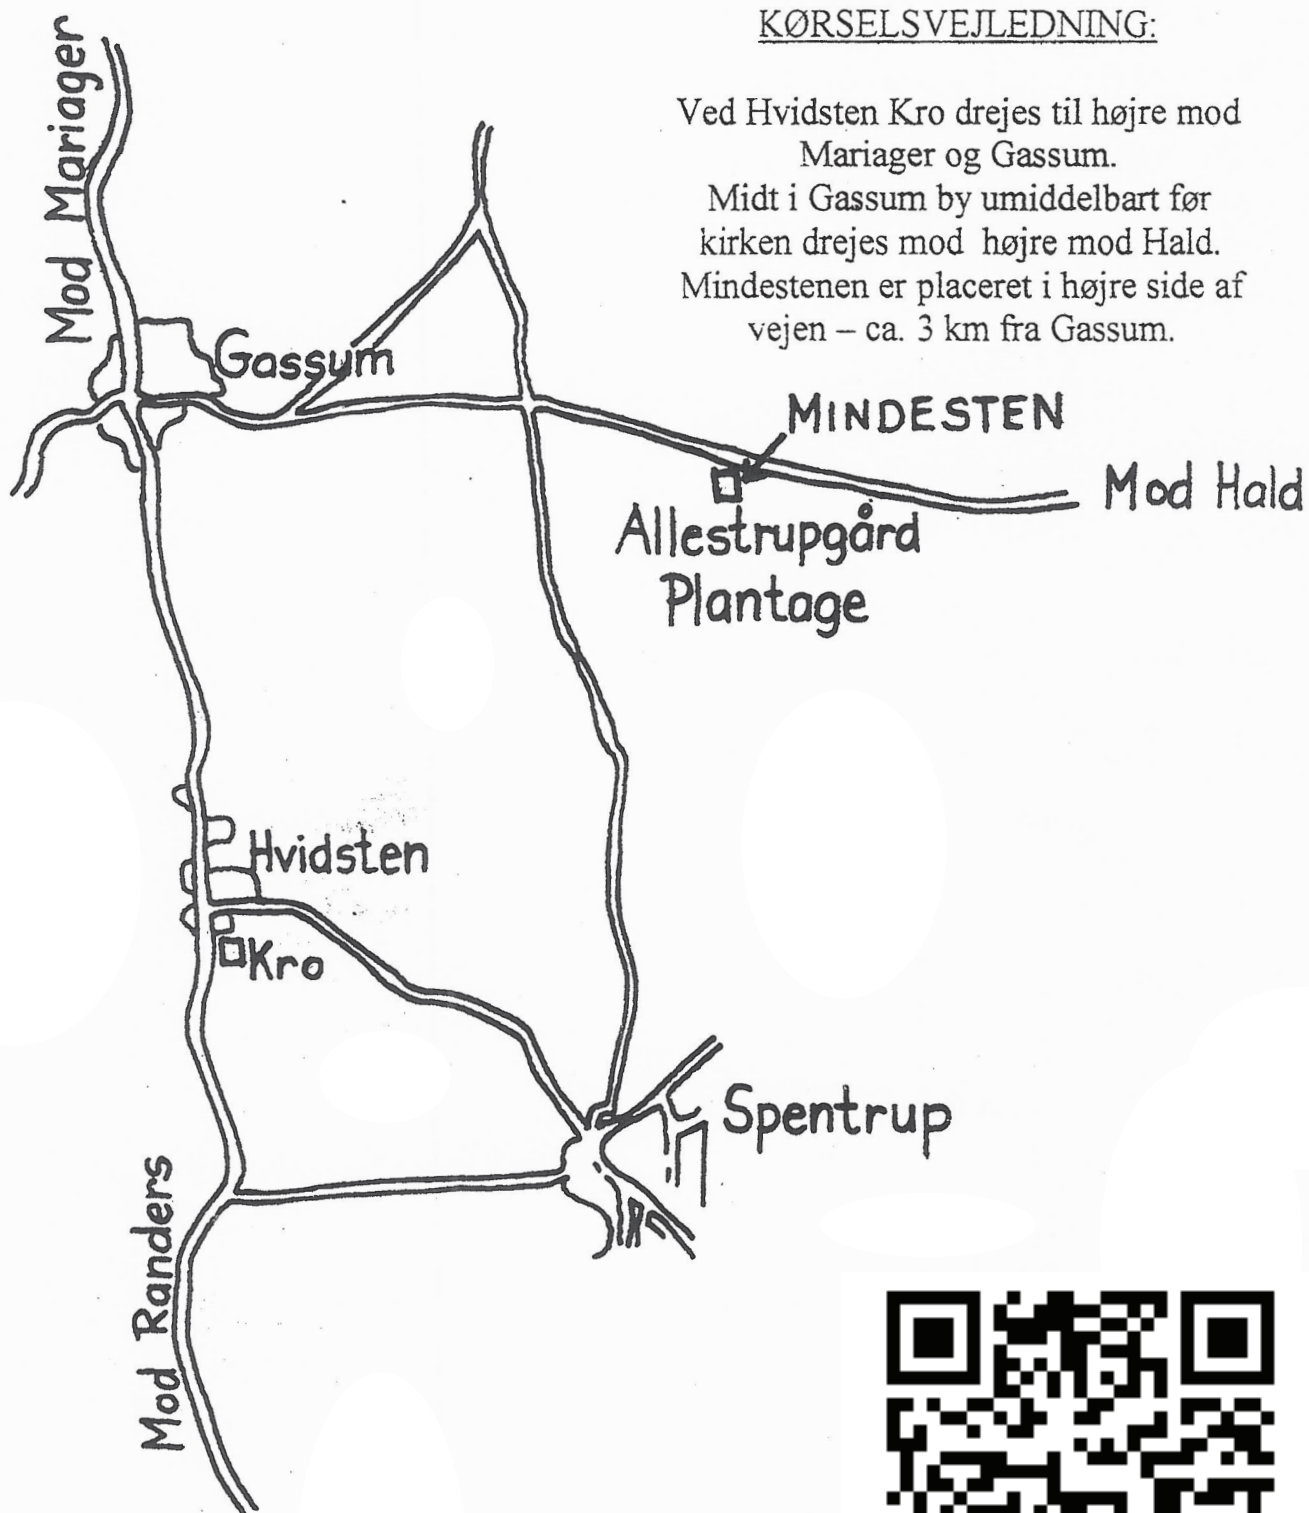 KØRSELSVEJLEDNING:
Ved Hvidsten Kro drejes til højre mod
Mariager og Gassum.
Midt i Gassum by umiddelbart før
kirken drejes mod højre mod Hald.
Mindestenen er placeret i højre side af
vejen – ca. 3 km fra Gassum.
Mod Mariager
Gassum
MINDESTEN
Mod Hald
Allestrupgård
Plantage
Hvidsten
Kro
Spentrup
Mod Randers